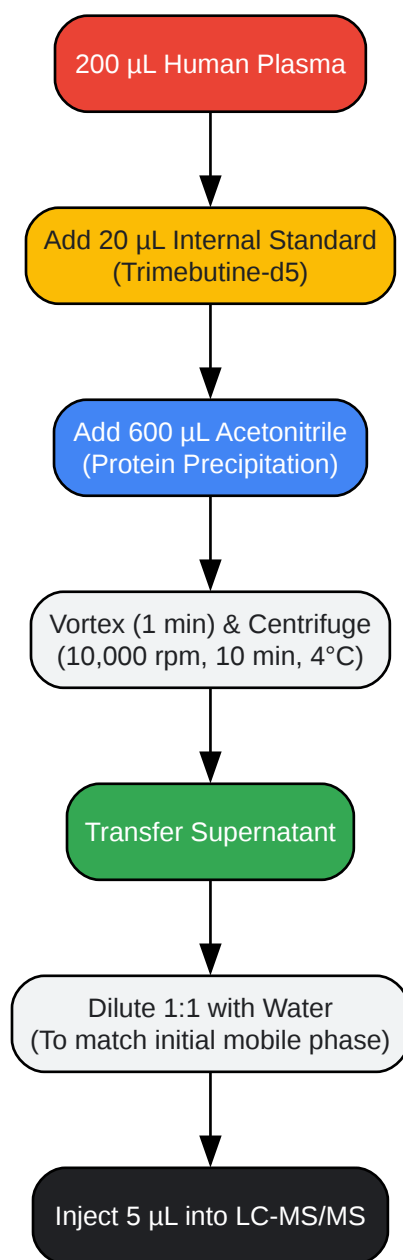 200 µL Human Plasma
Add 20 µL Internal Standard
(Trimebutine-d5)
Add 600 µL Acetonitrile
(Protein Precipitation)
Vortex (1 min) & Centrifuge
(10,000 rpm, 10 min, 4°C)
Transfer Supernatant
Dilute 1:1 with Water
(To match initial mobile phase)
Inject 5 µL into LC-MS/MS